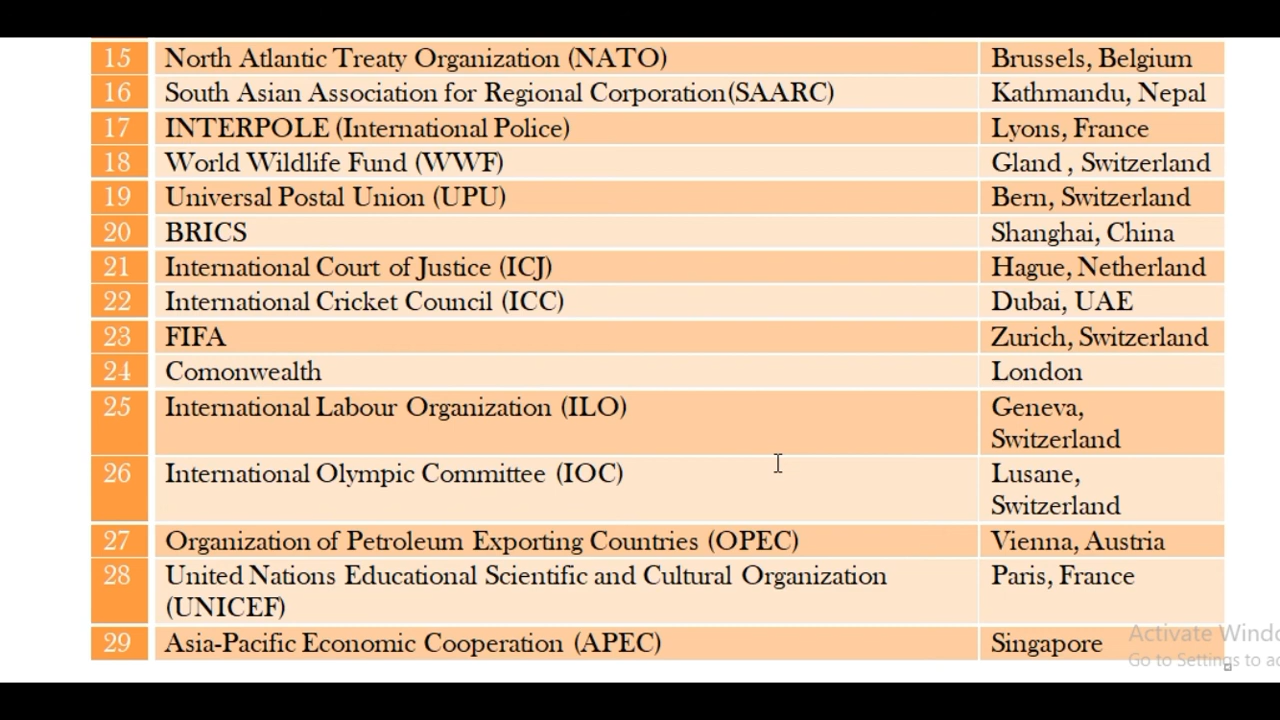 15 North Atlantic Treaty Organization (NATO) Brussels, Belgium
16 South Asian Association for Regional Corporation(SAARC) Kathmandu, Nepal
17 INTERPOLE (International Police) Lyons, France
18 World Wildlife Fund (WWF) Gland , Switzerland
19 Universal Postal Union (UPU) Bern, Switzerland
20 BRICS Shanghai, China
21 International Court of Justice (ICJ) Hague, Netherland
22 International Cricket Council (ICC) Dubai, UAE
23 FIFA Zurich, Switzerland
24 Comonwealth London
25 International Labour Organization (ILO) Geneva,
Switzerland
26 International Olympic Committee (IOC) Lusane,
Switzerland
27 Organization of Petroleum Exporting Countries (OPEC) Vienna, Austria
28 United Nations Educational Scientific and Cultural Organization Paris, France
(UNICEF)
29 Asia-Pacific Economic Cooperation (APEC) Singapore
Activate
Go to Settings to